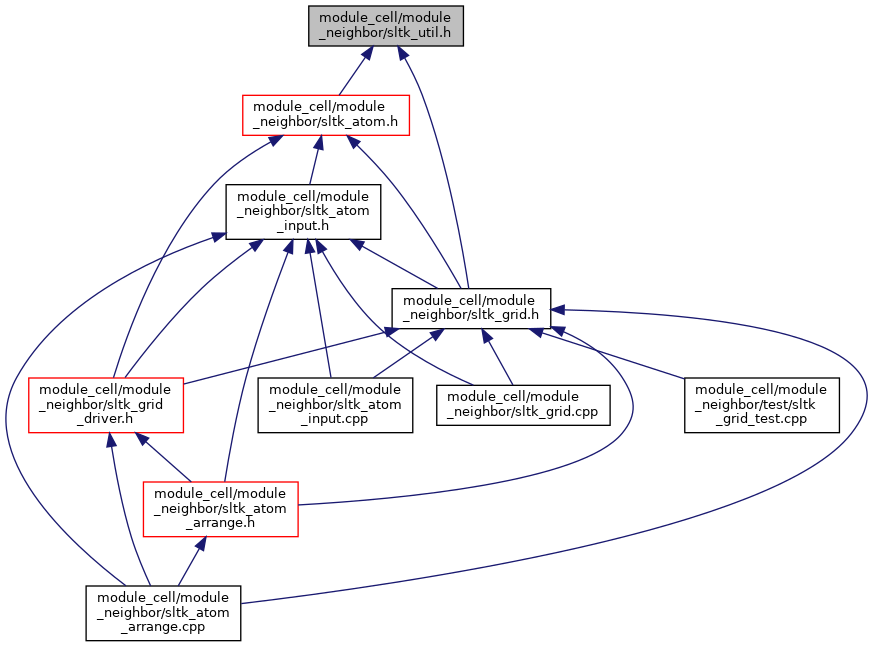 module_cell/module
_neighbor/sltk_util.h
module_cell/module
_neighbor/sltk_atom.h
module_cell/module
_neighbor/sltk_atom
_input.h
module_cell/module
_neighbor/sltk_grid.h
module_cell/module
_neighbor/sltk_grid
_driver.h
module_cell/module
_neighbor/sltk_atom
_input.cpp
module_cell/module
_neighbor/sltk_grid.cpp
module_cell/module
_neighbor/test/sltk
_grid_test.cpp
module_cell/module
_neighbor/sltk_atom
_arrange.h
module_cell/module
_neighbor/sltk_atom
_arrange.cpp